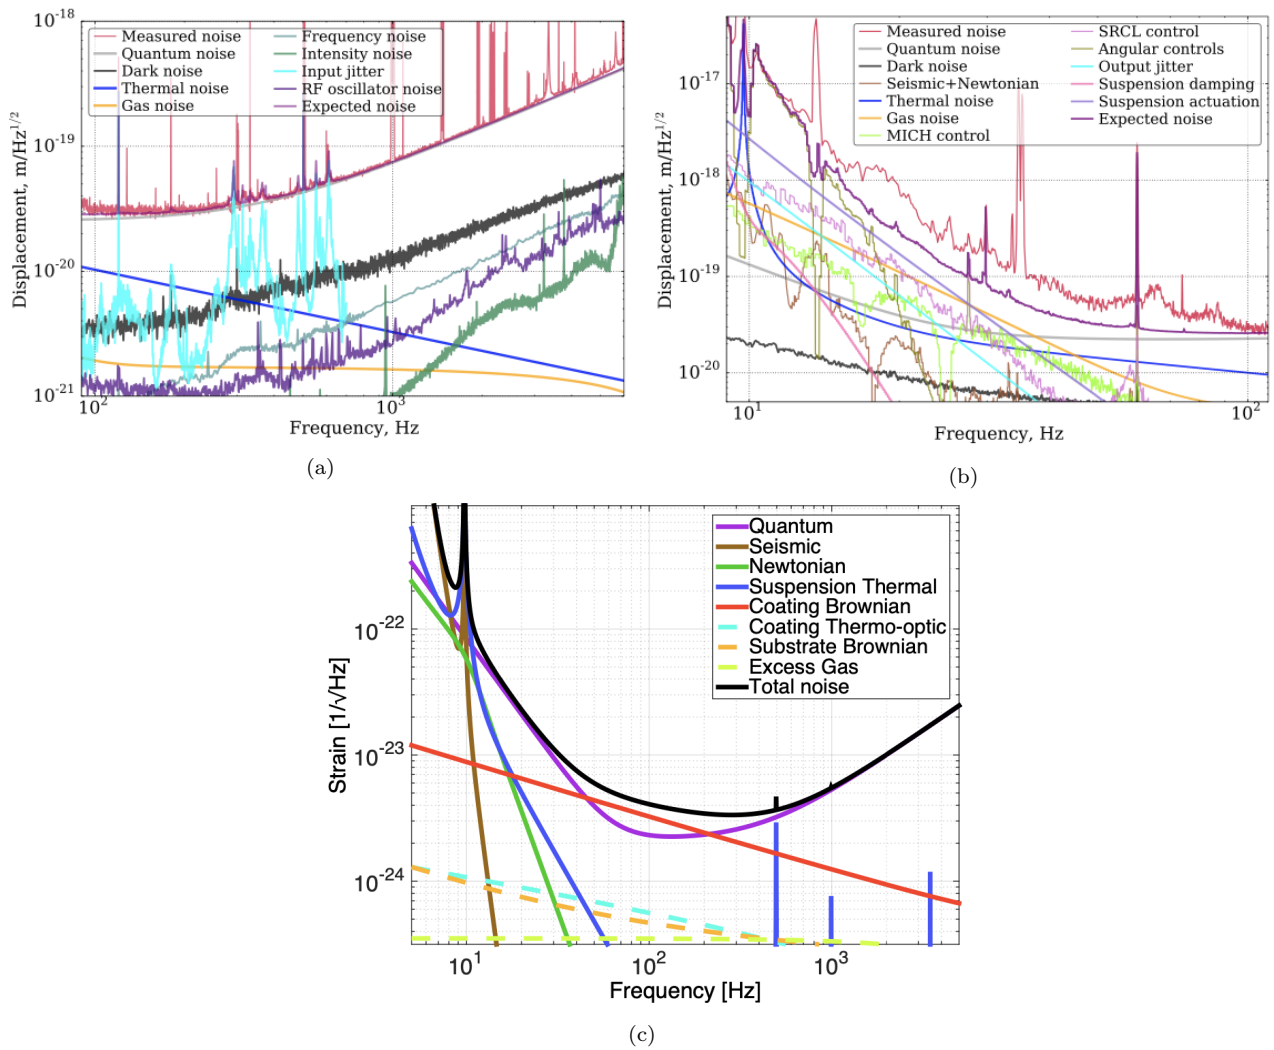 10^-18
10^-19
10^-20
10^-21
Displacement, m/Hz^1/2
Measured noise
Quantum noise
Dark noise
Thermal noise
Gas noise
Frequency noise
Intensity noise
Input jitter
RF oscillator noise
Expected noise
10^2
10^3
Frequency, Hz
(a)
10^-17
10^-18
10^-19
10^-20
Displacement, m/Hz^1/2
Measured noise
Quantum noise
Dark noise
Seismic+Newtonian
Thermal noise
Gas noise
MICH control
SRCL control
Angular controls
Output jitter
Suspension damping
Suspension actuation
Expected noise
10^1
10^2
Frequency, Hz
(b)
10^-22
10^-23
10^-24
Strain [1/√Hz]
Quantum
Seismic
Newtonian
Suspension Thermal
Coating Brownian
Coating Thermo-optic
Substrate Brownian
Excess Gas
Total noise
10^1
10^2
10^3
Frequency [Hz]
(c)